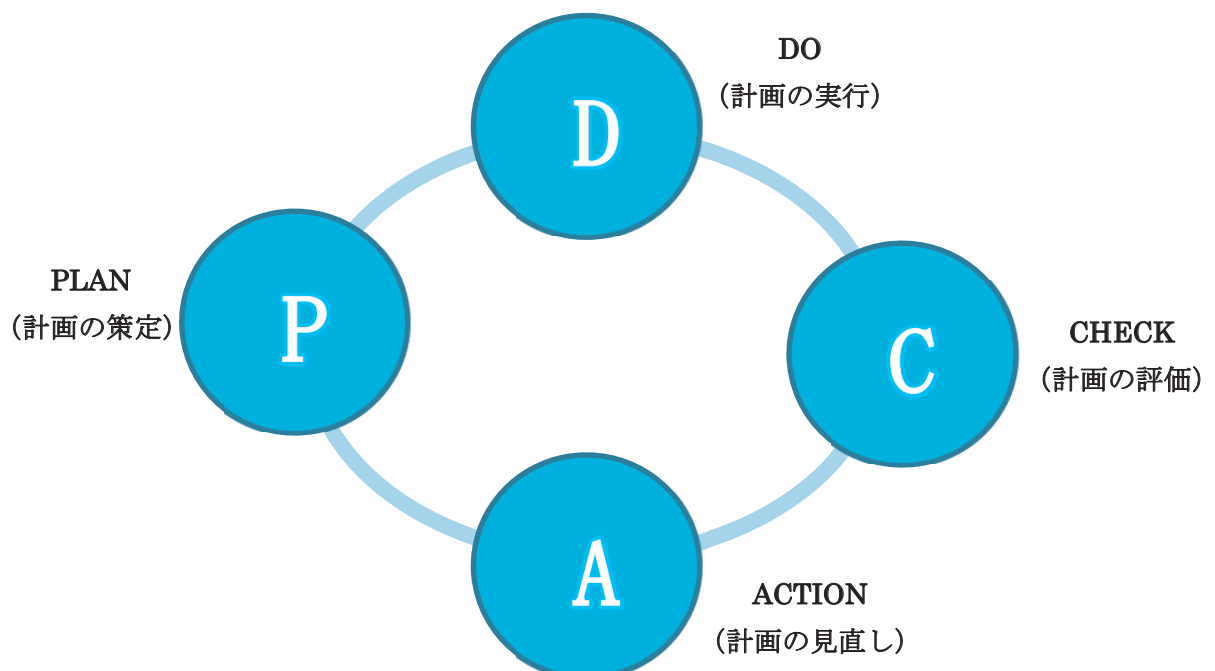 D
DO
（計画の実行）
P
PLAN
（計画の策定）
C
CHECK
（計画の評価）
A
ACTION
（計画の見直し）